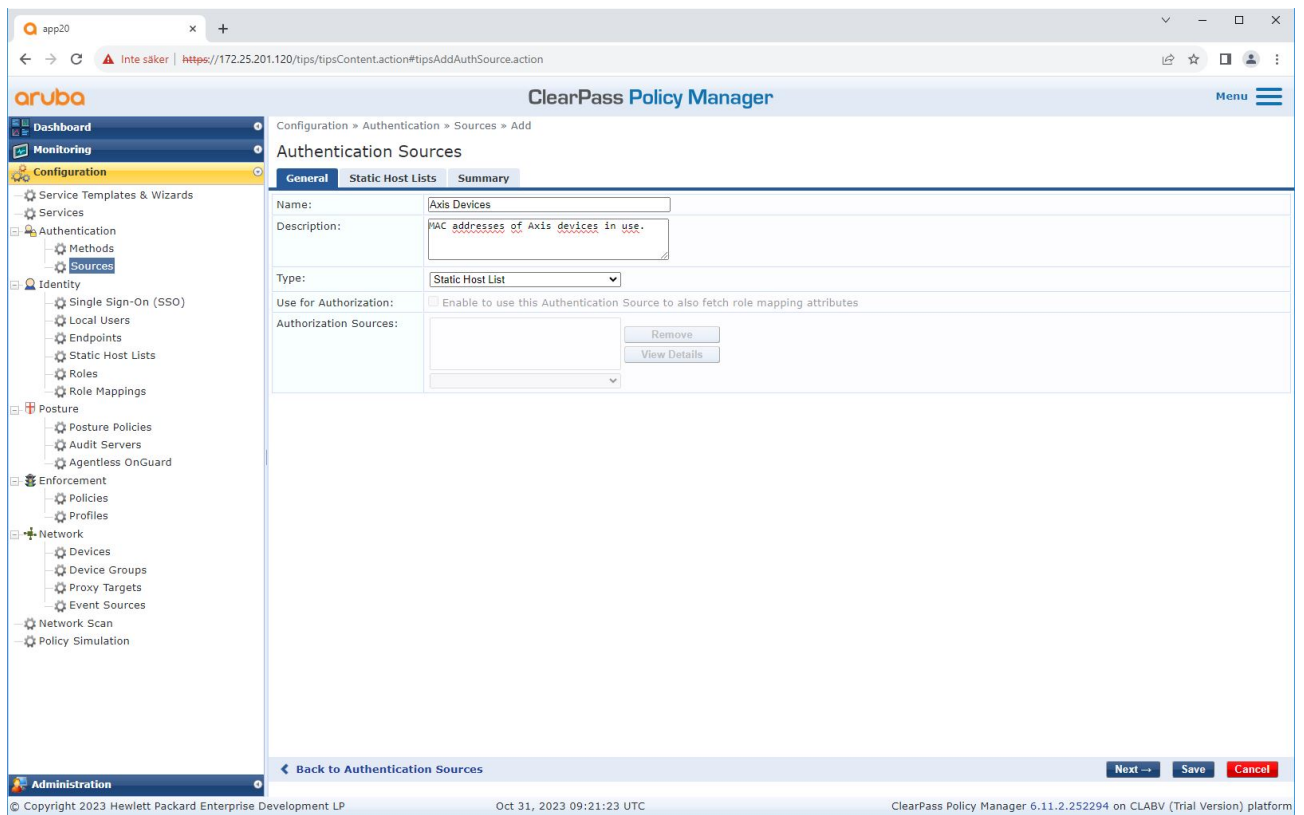 app20
Inte säker | https://172.25.201.120/tips/tipsContent.action#tipsAddAuthSource.action
aruba
ClearPass Policy Manager
Menu
Dashboard
Monitoring
Configuration
Service Templates & Wizards
Services
Authentication
Methods
Sources
Identity
Single Sign-On (SSO)
Local Users
Endpoints
Static Host Lists
Roles
Role Mappings
Posture
Posture Policies
Audit Servers
Agentless OnGuard
Enforcement
Policies
Profiles
Network
Devices
Device Groups
Proxy Targets
Event Sources
Network Scan
Policy Simulation
Administration
Configuration » Authentication » Sources » Add
Authentication Sources
General Static Host Lists Summary
Name: Axis Devices
Description: MAC addresses of Axis devices in use.
Type: Static Host List
Use for Authorization: Enable to use this Authentication Source to also fetch role mapping attributes
Authorization Sources:
Remove
View Details
Back to Authentication Sources
Next → Save Cancel
© Copyright 2023 Hewlett Packard Enterprise Development LP Oct 31, 2023 09:21:23 UTC ClearPass Policy Manager 6.11.2.252294 on CLABV (Trial Version) platform